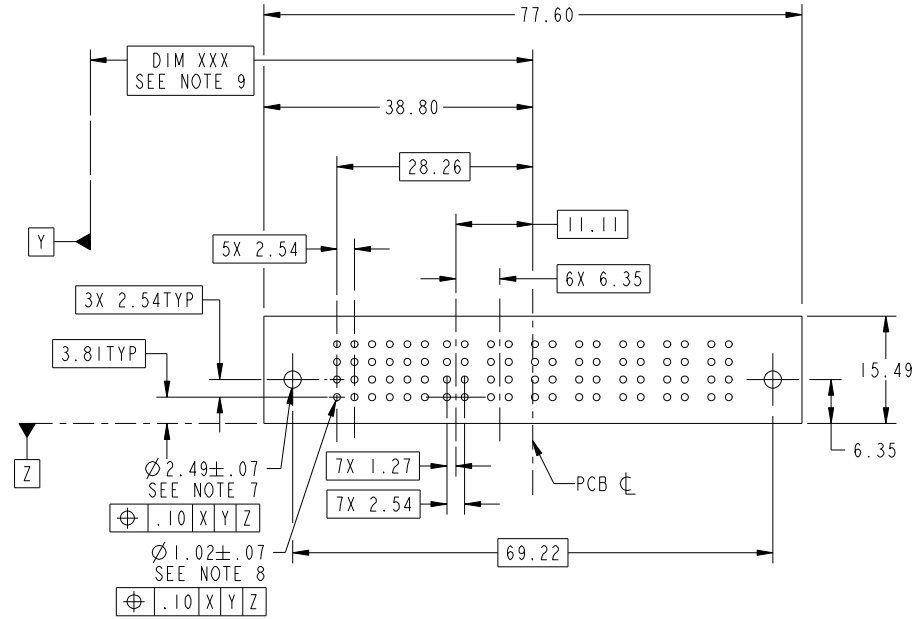 77.60
DIM XXX
SEE NOTE 9
38.80
28.26
11.11
Y
5X 2.54
6X 6.35
3X 2.54TYP
3.81TYP
15.49
6.35
Z
Ø2.49±.07
SEE NOTE 7
⌖ .10 X Y Z
7X 1.27
PCB ℄
7X 2.54
Ø1.02±.07
SEE NOTE 8
⌖ .10 X Y Z
69.22